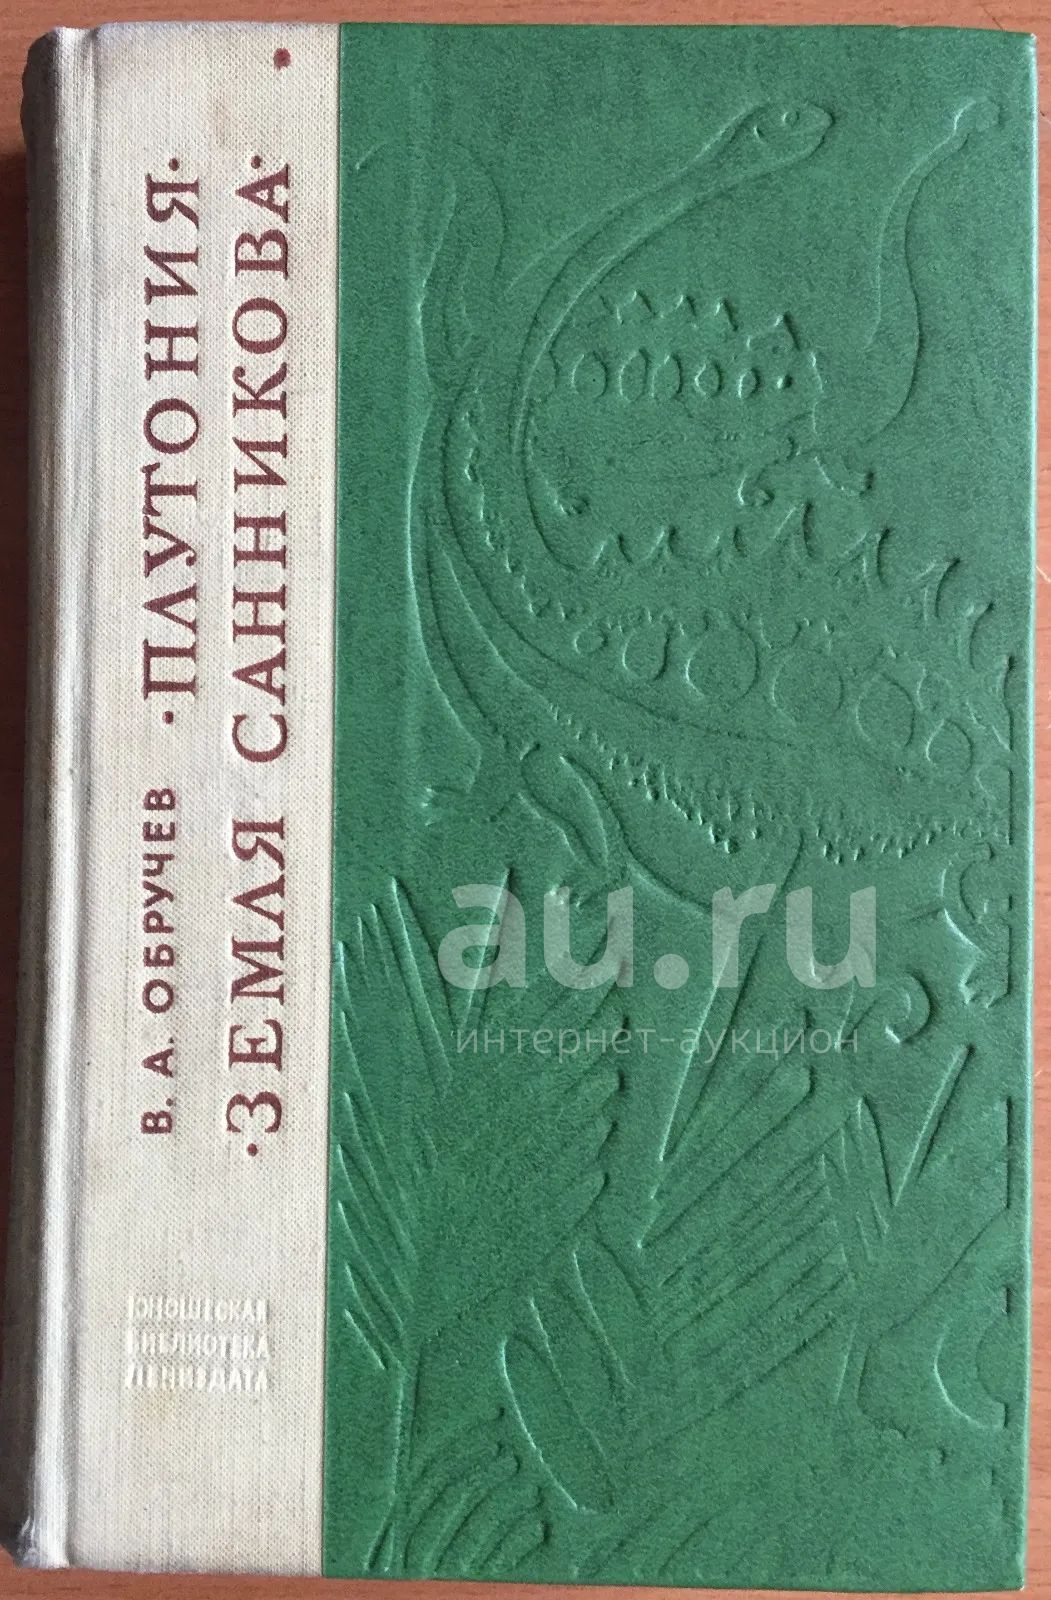 В. А. ОБРУЧЕВ
·ПЛУТОНИЯ·
·ЗЕМЛЯ САННИКОВА·
ЮНОШЕСКАЯ
БИБЛИОТЕКА
ЛЕНИЗДАТА
au.ru
интернет-аукцион